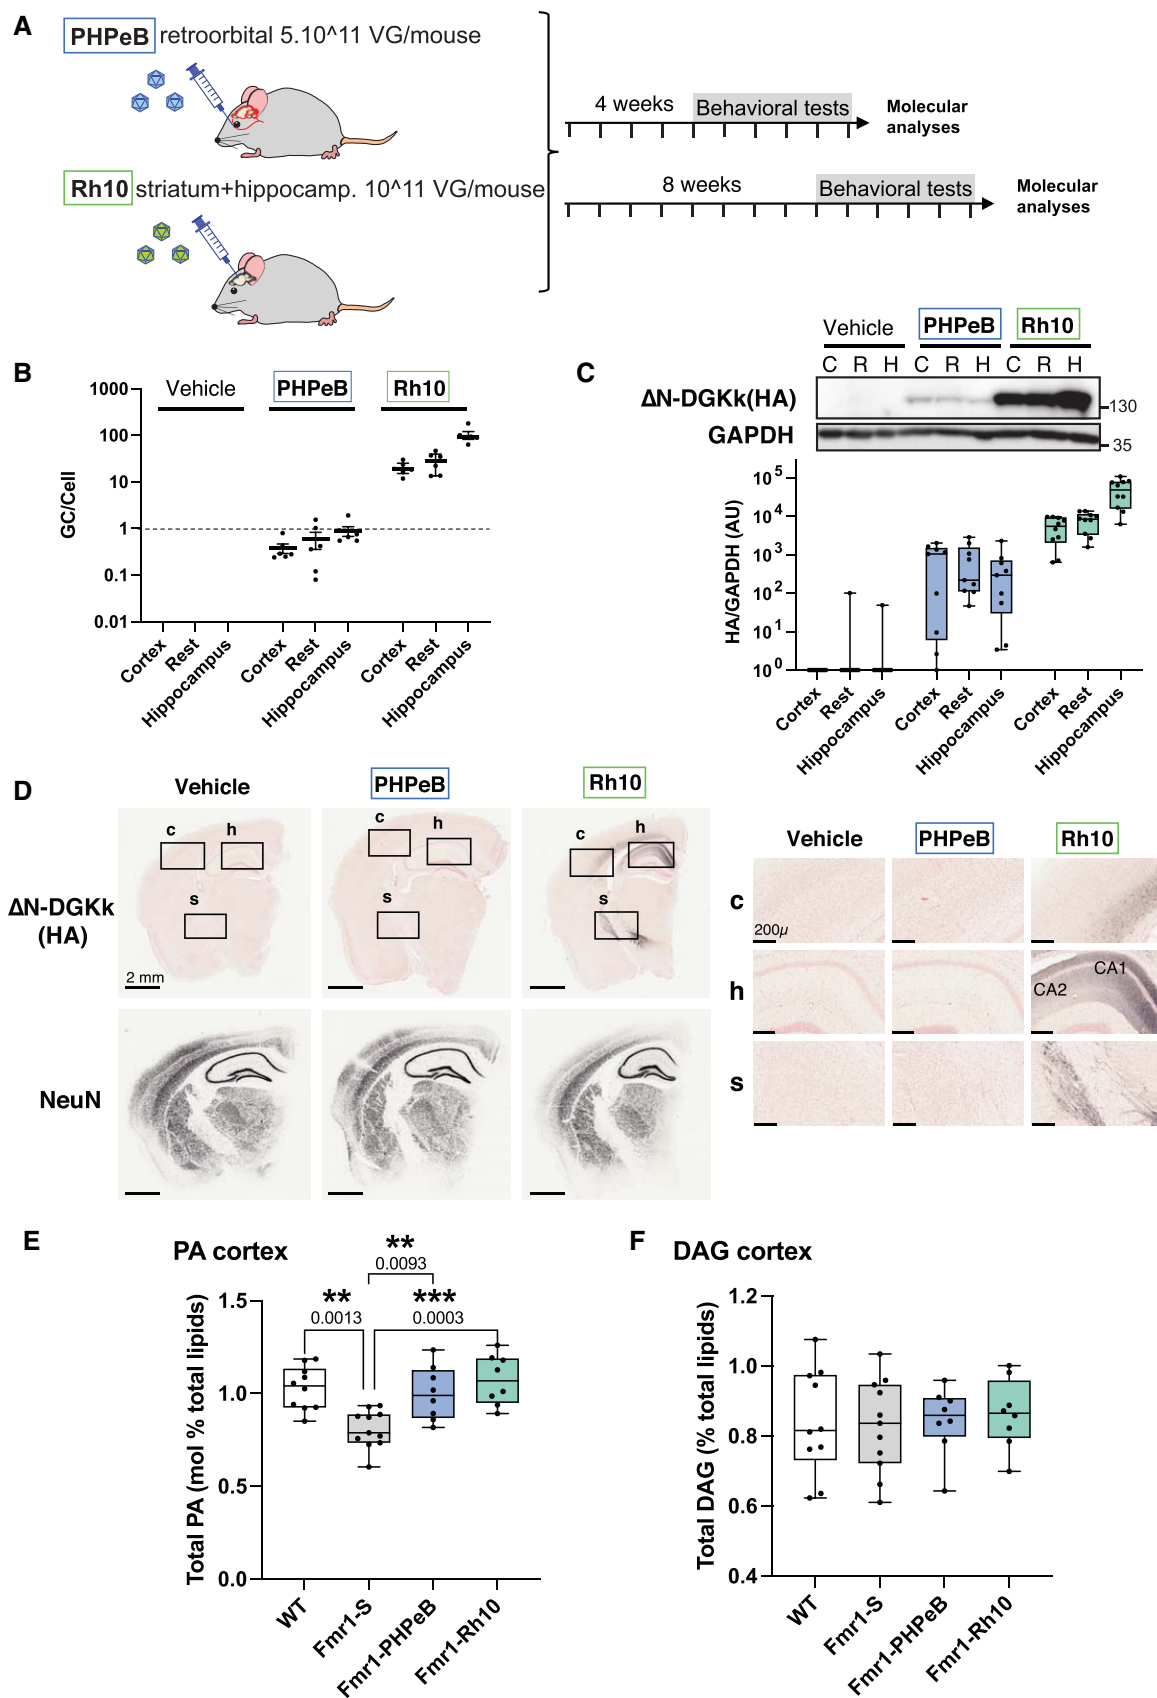 A
PHPeB retroorbital 5.10^11 VG/mouse
Rh10 striatum+hippocamp. 10^11 VG/mouse
4 weeks
Behavioral tests
Molecular
analyses
8 weeks
Behavioral tests
Molecular
analyses
B
Vehicle
PHPeB
Rh10
GC/Cell
1000
100
10
1
0.1
0.01
Cortex
Rest
Hippocampus
Cortex
Rest
Hippocampus
Cortex
Rest
Hippocampus
C
Vehicle
PHPeB
Rh10
C R H C R H C R H
ΔN-DGKk(HA)
130
GAPDH
35
HA/GAPDH (AU)
10^5
10^4
10^3
10^2
10^1
10^0
Cortex
Rest
Hippocampus
Cortex
Rest
Hippocampus
Cortex
Rest
Hippocampus
D
Vehicle
PHPeB
Rh10
ΔN-DGKk
(HA)
c h
s
2 mm
c h
s
c h
s
NeuN
Vehicle
PHPeB
Rh10
c
200µ
h
CA1
CA2
s
E
PA cortex
**
0.0093
**
0.0013
***
0.0003
Total PA (mol % total lipids)
1.5
1.0
0.5
0.0
WT
Fmr1-S
Fmr1-PHPeB
Fmr1-Rh10
F
DAG cortex
Total DAG (% total lipids)
1.2
1.0
0.8
0.6
0.4
WT
Fmr1-S
Fmr1-PHPeB
Fmr1-Rh10